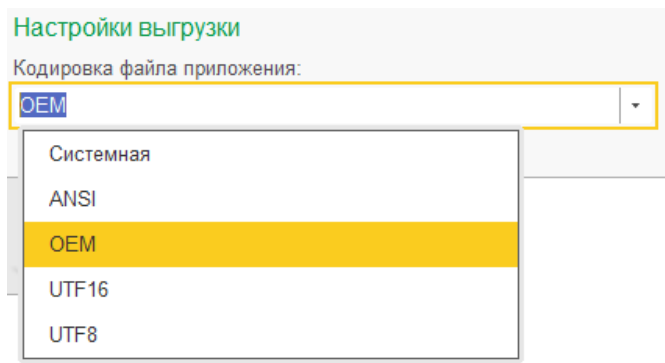 Настройки выгрузки
Кодировка файла приложения:
OEM
Системная
ANSI
OEM
UTF16
UTF8